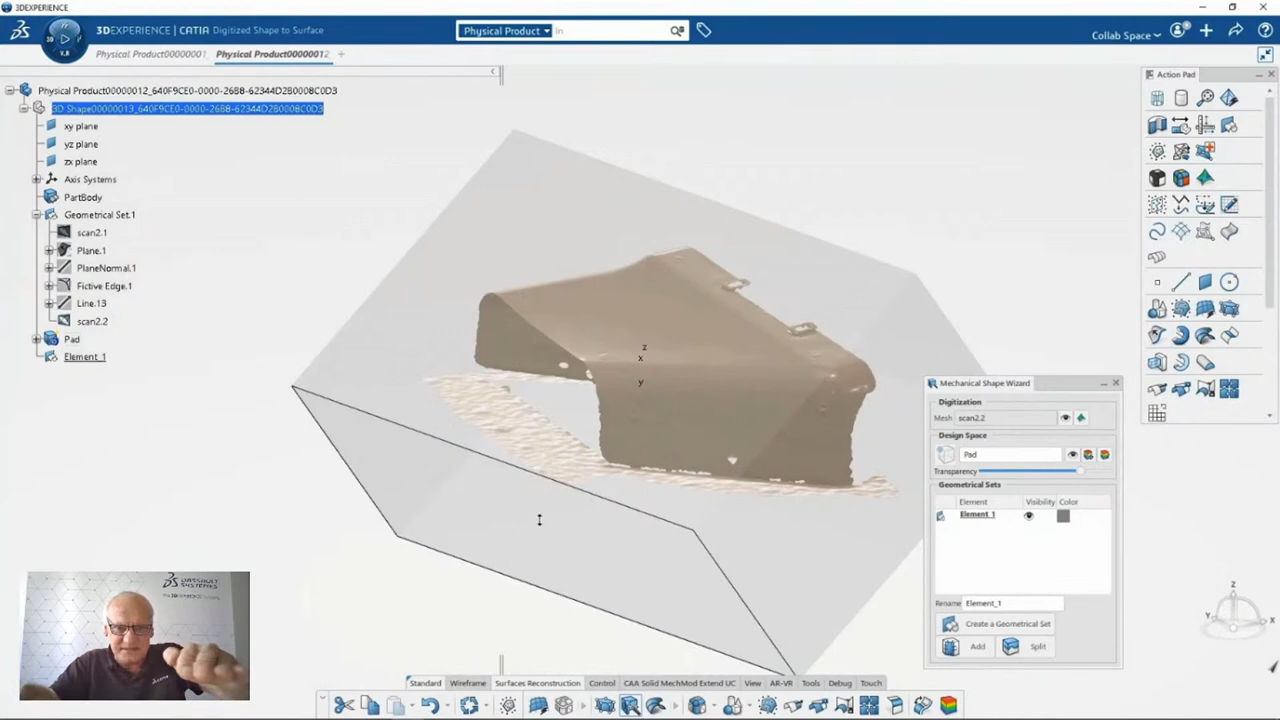 3DEXPERIENCE
3DEXPERIENCE | CATIA Digitized Shape to Surface
Physical Product
in
Collab Space
Physical Product00000001
Physical Product00000012
+
Action Pad
Physical Product00000012_640F9CE0-0000-26B8-62344D2B0008C0D3
3D Shape00000013_640F9CE0-0000-26B8-62344D2B0008C0D3
xy plane
yz plane
zx plane
Axis Systems
PartBody
Geometrical Set.1
scan2.1
Plane.1
PlaneNormal.1
Fictive Edge.1
Line.13
scan2.2
Pad
Element_1
z
x
y
Mechanical Shape Wizard
Digitization
Mesh scan2.2
Design Space
Pad
Transparency
Geometrical Sets
Element Visibility Color
Element_1
Rename Element_1
Create a Geometrical Set
Add Split
Z
Y
X
DASSAULT
SYSTEMES
Standard Wireframe Surfaces Reconstruction Control CAA Solid MechMod Extend UC View AR-VR Tools Debug Touch